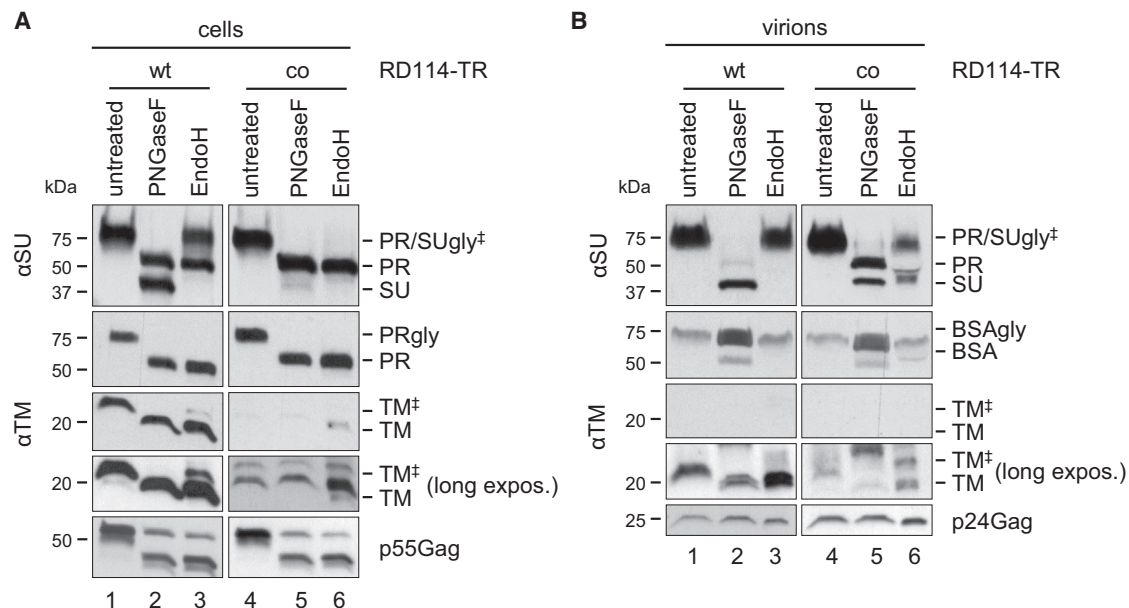 A
cells
wt
co
RD114-TR
untreated
PNGaseF
EndoH
untreated
PNGaseF
EndoH
kDa
αSU
75
50
37
PR/SUgly‡
PR
SU
αTM
75
50
PRgly
PR
20
TM‡
TM
20
TM‡
TM
(long expos.)
50
p55Gag
1 2 3 4 5 6
B
virions
wt
co
RD114-TR
untreated
PNGaseF
EndoH
untreated
PNGaseF
EndoH
kDa
αSU
75
50
37
PR/SUgly‡
PR
SU
αTM
75
50
BSAgly
BSA
20
TM‡
TM
20
TM‡
TM
(long expos.)
25
p24Gag
1 2 3 4 5 6